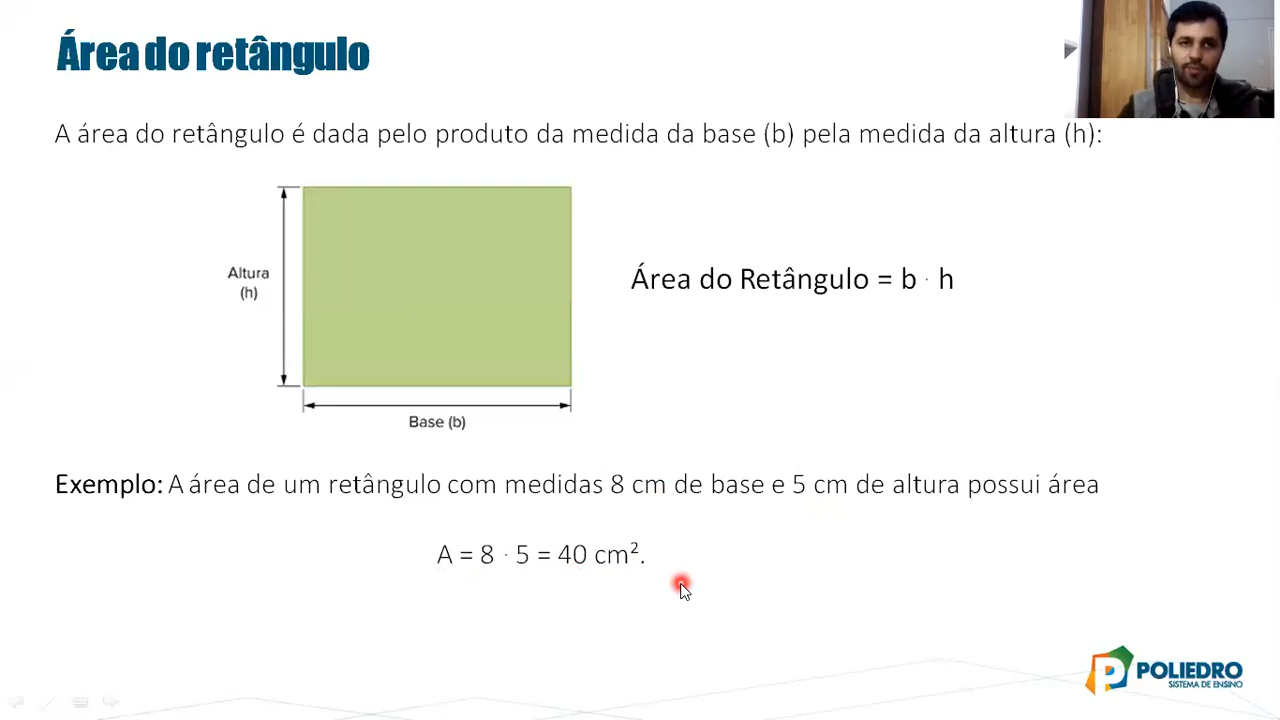 Área do retângulo
A área do retângulo é dada pelo produto da medida da base (b) pela medida da altura (h):
Altura
(h)
Área do Retângulo = b · h
Base (b)
Exemplo: A área de um retângulo com medidas 8 cm de base e 5 cm de altura possui área
A = 8 · 5 = 40 cm².
POLIEDRO
SISTEMA DE ENSINO